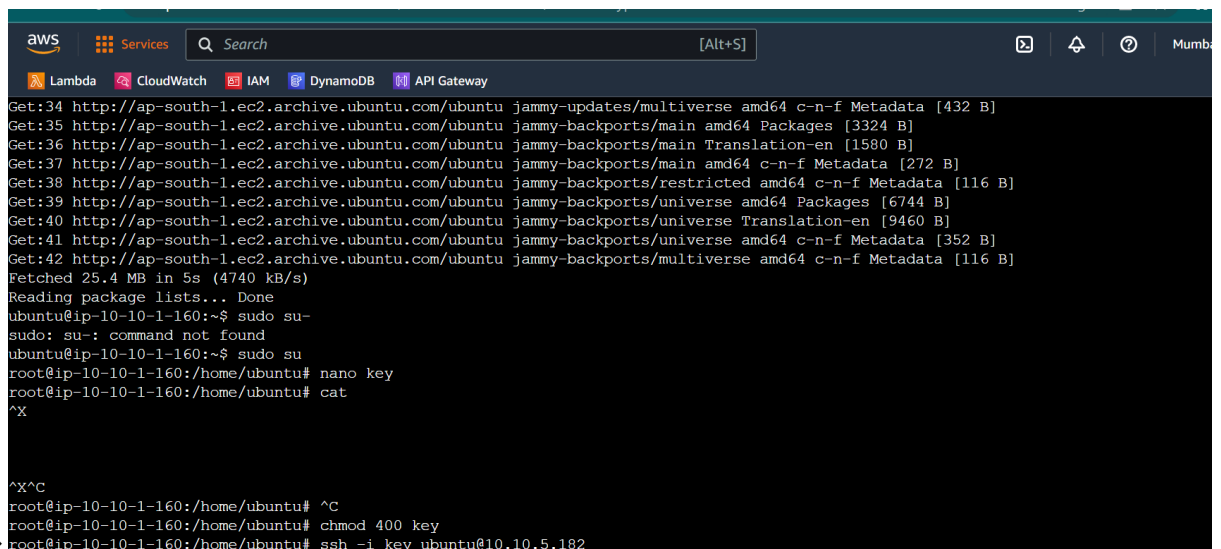 aws Services Search [Alt+S] Mumba
Lambda CloudWatch IAM DynamoDB API Gateway
Get:34 http://ap-south-1.ec2.archive.ubuntu.com/ubuntu jammy-updates/multiverse amd64 c-n-f Metadata [432 B]
Get:35 http://ap-south-1.ec2.archive.ubuntu.com/ubuntu jammy-backports/main amd64 Packages [3324 B]
Get:36 http://ap-south-1.ec2.archive.ubuntu.com/ubuntu jammy-backports/main Translation-en [1580 B]
Get:37 http://ap-south-1.ec2.archive.ubuntu.com/ubuntu jammy-backports/main amd64 c-n-f Metadata [272 B]
Get:38 http://ap-south-1.ec2.archive.ubuntu.com/ubuntu jammy-backports/restricted amd64 c-n-f Metadata [116 B]
Get:39 http://ap-south-1.ec2.archive.ubuntu.com/ubuntu jammy-backports/universe amd64 Packages [6744 B]
Get:40 http://ap-south-1.ec2.archive.ubuntu.com/ubuntu jammy-backports/universe Translation-en [9460 B]
Get:41 http://ap-south-1.ec2.archive.ubuntu.com/ubuntu jammy-backports/universe amd64 c-n-f Metadata [352 B]
Get:42 http://ap-south-1.ec2.archive.ubuntu.com/ubuntu jammy-backports/multiverse amd64 c-n-f Metadata [116 B]
Fetched 25.4 MB in 5s (4740 kB/s)
Reading package lists... Done
ubuntu@ip-10-10-1-160:~$ sudo su-
sudo: su-: command not found
ubuntu@ip-10-10-1-160:~$ sudo su
root@ip-10-10-1-160:/home/ubuntu# nano key
root@ip-10-10-1-160:/home/ubuntu# cat
^X
^X^C
root@ip-10-10-1-160:/home/ubuntu# ^C
root@ip-10-10-1-160:/home/ubuntu# chmod 400 key
root@ip-10-10-1-160:/home/ubuntu# ssh -i key ubuntu@10.10.5.182